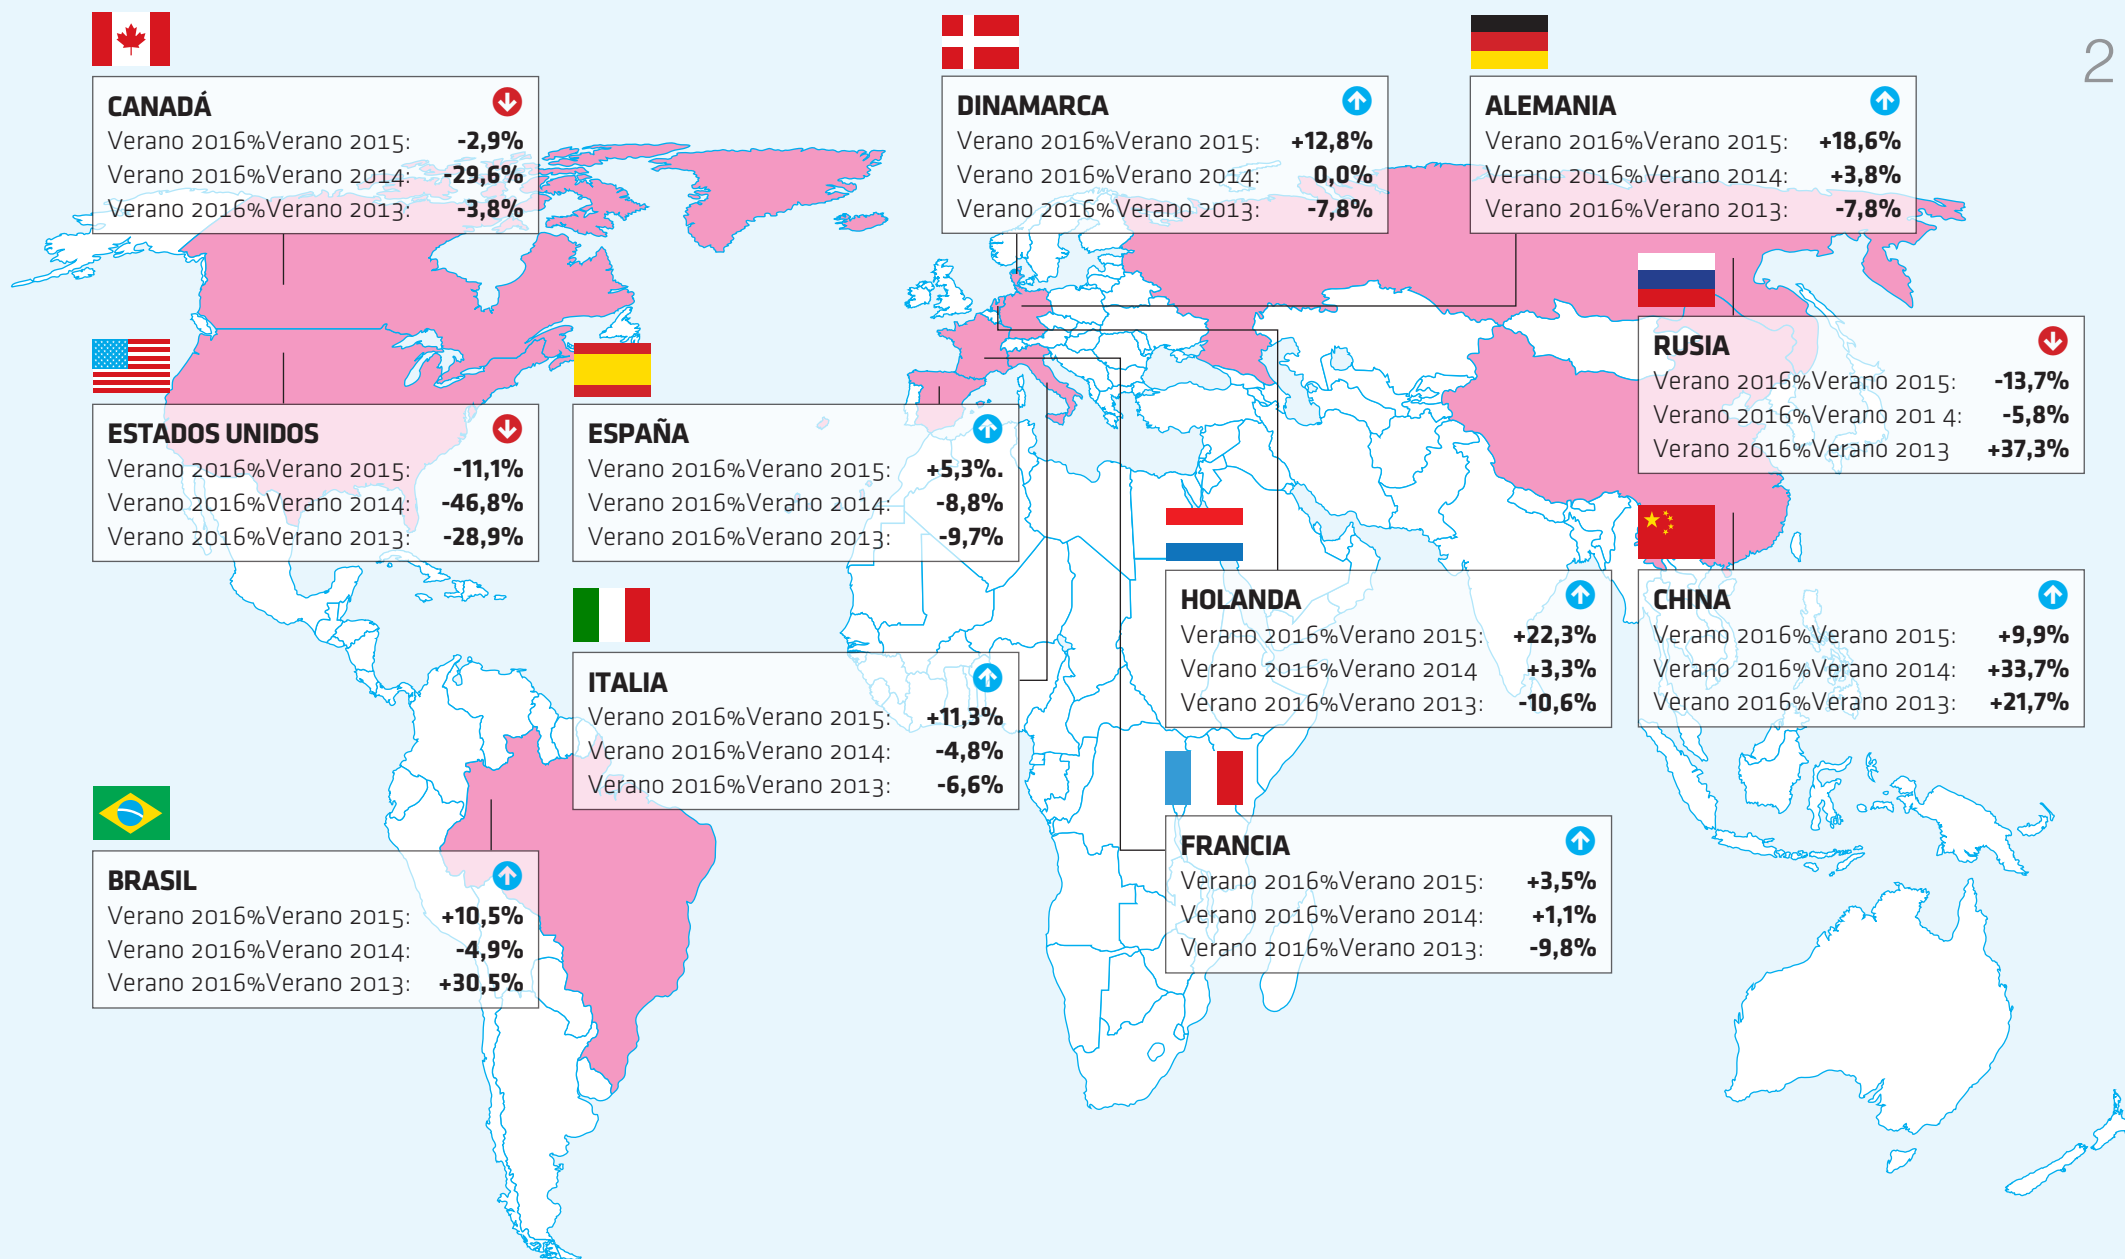 2
CANADÁ
Verano 2016%Verano 2015: -2,9%
Verano 2016%Verano 2014: -29,6%
Verano 2016%Verano 2013: -3,8%
DINAMARCA
Verano 2016%Verano 2015: +12,8%
Verano 2016%Verano 2014: 0,0%
Verano 2016%Verano 2013: -7,8%
ALEMANIA
Verano 2016%Verano 2015: +18,6%
Verano 2016%Verano 2014: +3,8%
Verano 2016%Verano 2013: -7,8%
RUSIA
Verano 2016%Verano 2015: -13,7%
Verano 2016%Verano 201 4: -5,8%
Verano 2016%Verano 2013 +37,3%
ESTADOS UNIDOS
Verano 2016%Verano 2015: -11,1%
Verano 2016%Verano 2014: -46,8%
Verano 2016%Verano 2013: -28,9%
ESPAÑA
Verano 2016%Verano 2015: +5,3%.
Verano 2016%Verano 2014: -8,8%
Verano 2016%Verano 2013: -9,7%
HOLANDA
Verano 2016%Verano 2015: +22,3%
Verano 2016%Verano 2014 +3,3%
Verano 2016%Verano 2013: -10,6%
CHINA
Verano 2016%Verano 2015: +9,9%
Verano 2016%Verano 2014: +33,7%
Verano 2016%Verano 2013: +21,7%
ITALIA
Verano 2016%Verano 2015: +11,3%
Verano 2016%Verano 2014: -4,8%
Verano 2016%Verano 2013: -6,6%
FRANCIA
Verano 2016%Verano 2015: +3,5%
Verano 2016%Verano 2014: +1,1%
Verano 2016%Verano 2013: -9,8%
BRASIL
Verano 2016%Verano 2015: +10,5%
Verano 2016%Verano 2014: -4,9%
Verano 2016%Verano 2013: +30,5%